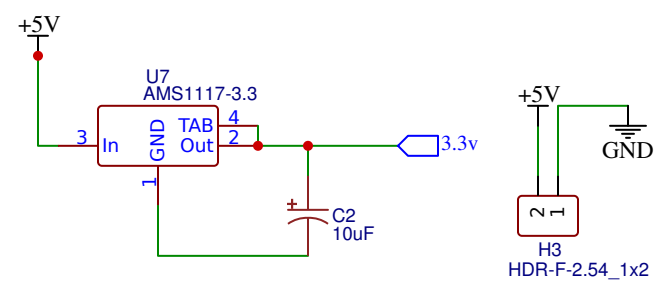 +5V
U7
AMS1117-3.3
3 In
GND
1
TAB 4
Out 2
3.3v
+
C2
10uF
+5V
GND
2 1
H3
HDR-F-2.54_1x2